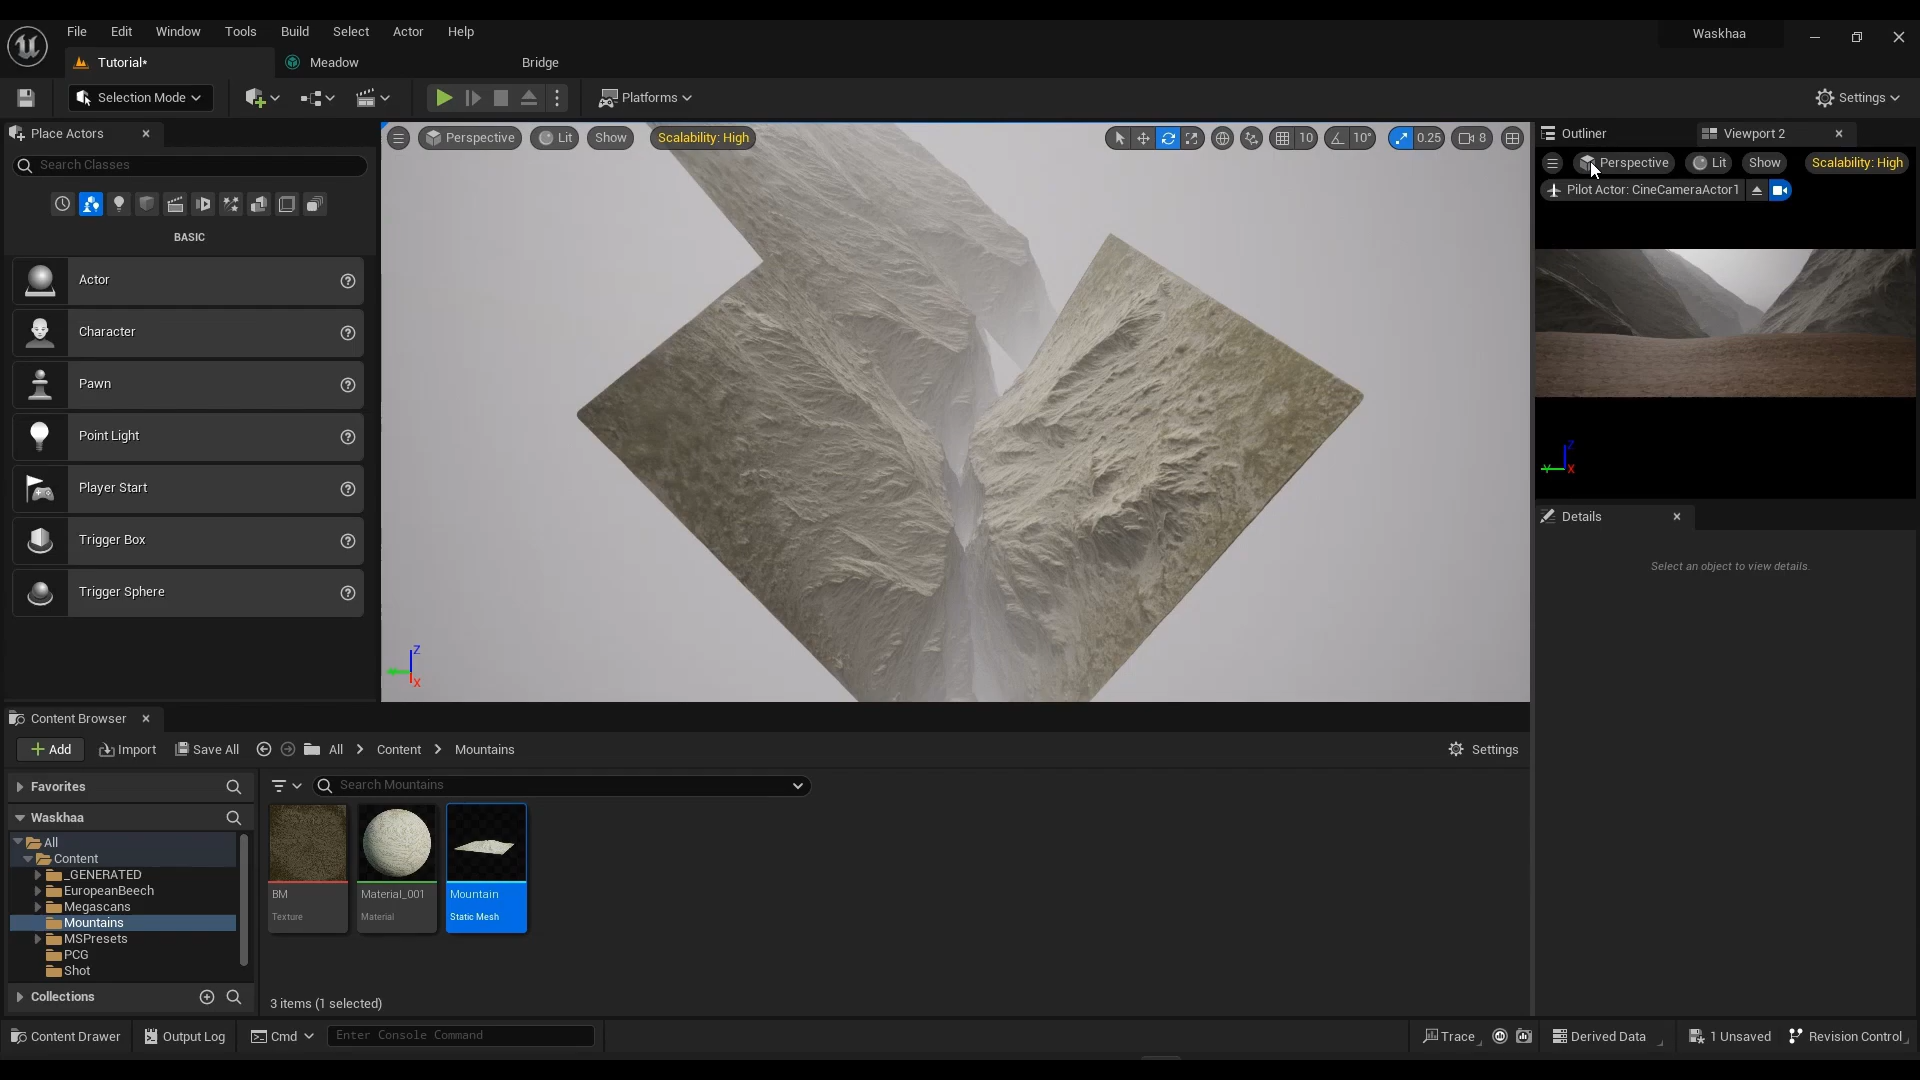 File Edit Window Tools Build Select Actor Help
Waskhaa
Tutorial* Meadow Bridge
Selection Mode Platforms Settings
Place Actors
Search Classes
BASIC
Actor
Character
Pawn
Point Light
Player Start
Trigger Box
Trigger Sphere
Perspective Lit Show Scalability: High 10 10° 0.25 8
Z
X
Outliner Viewport 2
Perspective Lit Show Scalability: High
Pilot Actor: CineCameraActor1
Z
Y X
Details
Select an object to view details.
Content Browser
Add Import Save All All Content Mountains Settings
Favorites
Waskhaa
All
Content
_GENERATED
EuropeanBeech
Megascans
Mountains
MSPresets
PCG
Shot
Collections
Search Mountains
BM
Texture
Material_001
Material
Mountain
Static Mesh
3 items (1 selected)
Content Drawer Output Log Cmd Enter Console Command Trace Derived Data 1 Unsaved Revision Control